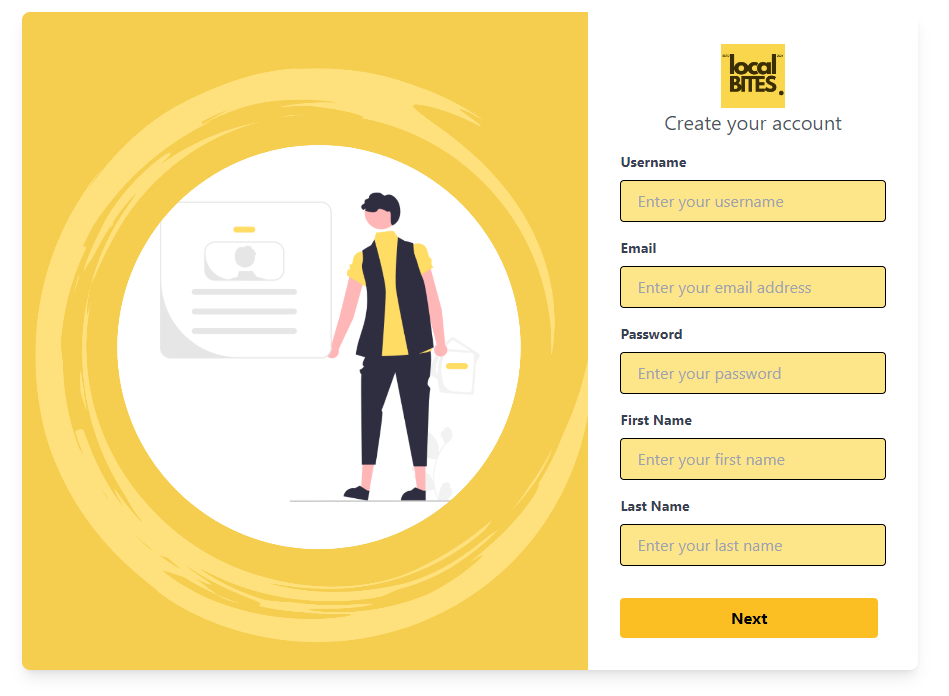 local
BITES.
Create your account
Username
Enter your username
Email
Enter your email address
Password
Enter your password
First Name
Enter your first name
Last Name
Enter your last name
Next